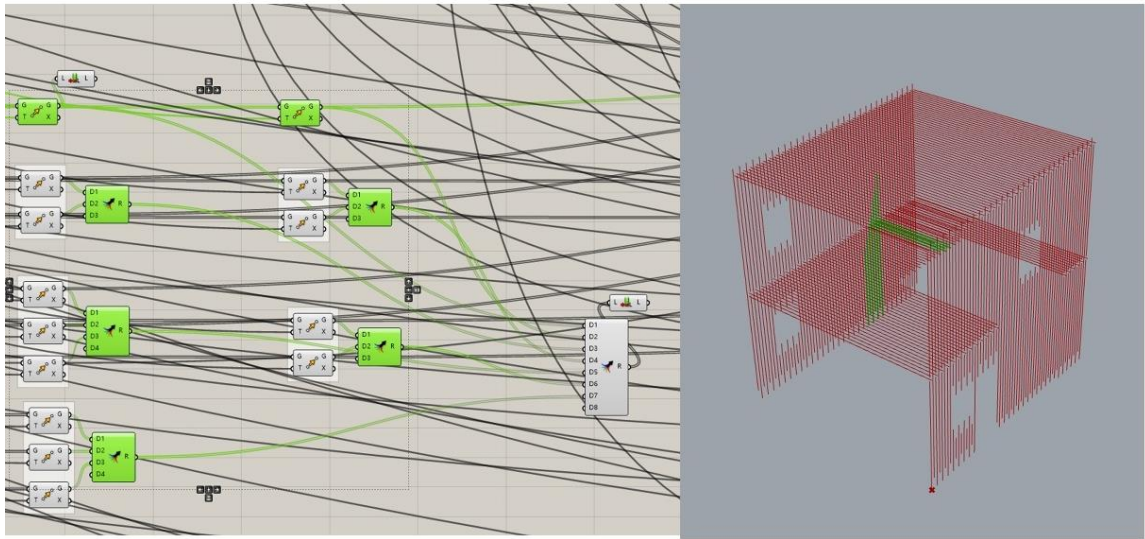 L L
G G
T X
G G
T X
G G
T X
D1
D2 R
D3
G G
T X
G G
T X
D1
D2 R
D3
G G
T X
G G
T X
G G
T X
D1
D2 R
D3
D4
G G
T X
G G
T X
D1
D2 R
D3
L L
D1
D2
D3
D4 R
D5
D6
D7
D8
G G
T X
G G
T X
G G
T X
D1
D2 R
D3
D4